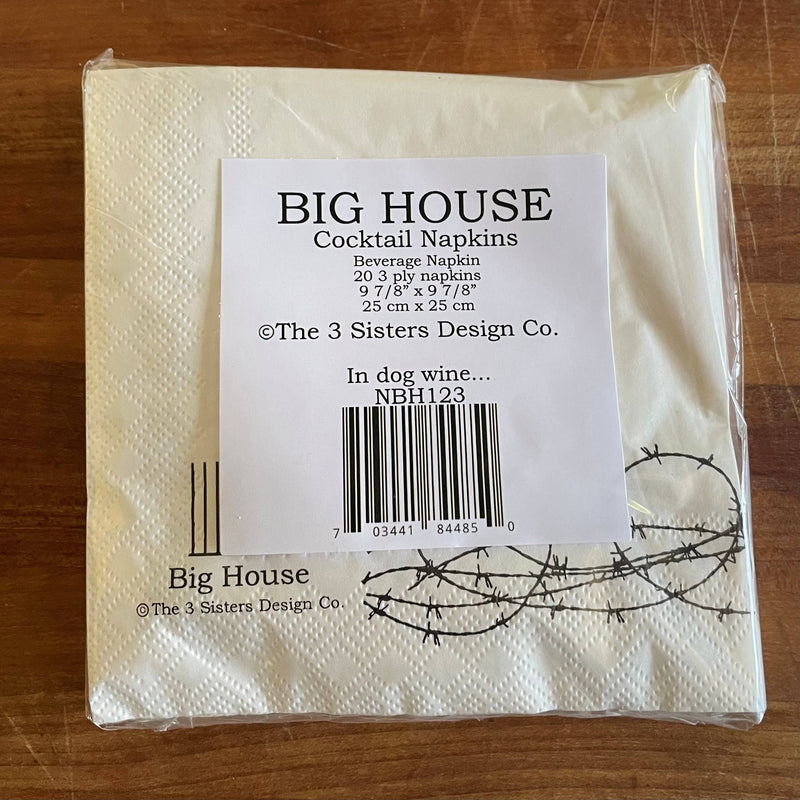 BIG HOUSE
Cocktail Napkins
Beverage Napkin
20 3 ply napkins
9 7/8” x 9 7/8”
25 cm x 25 cm
©The 3 Sisters Design Co.
In dog wine...
NBH123
7 03441 84485 0
Big House
©The 3 Sisters Design Co.